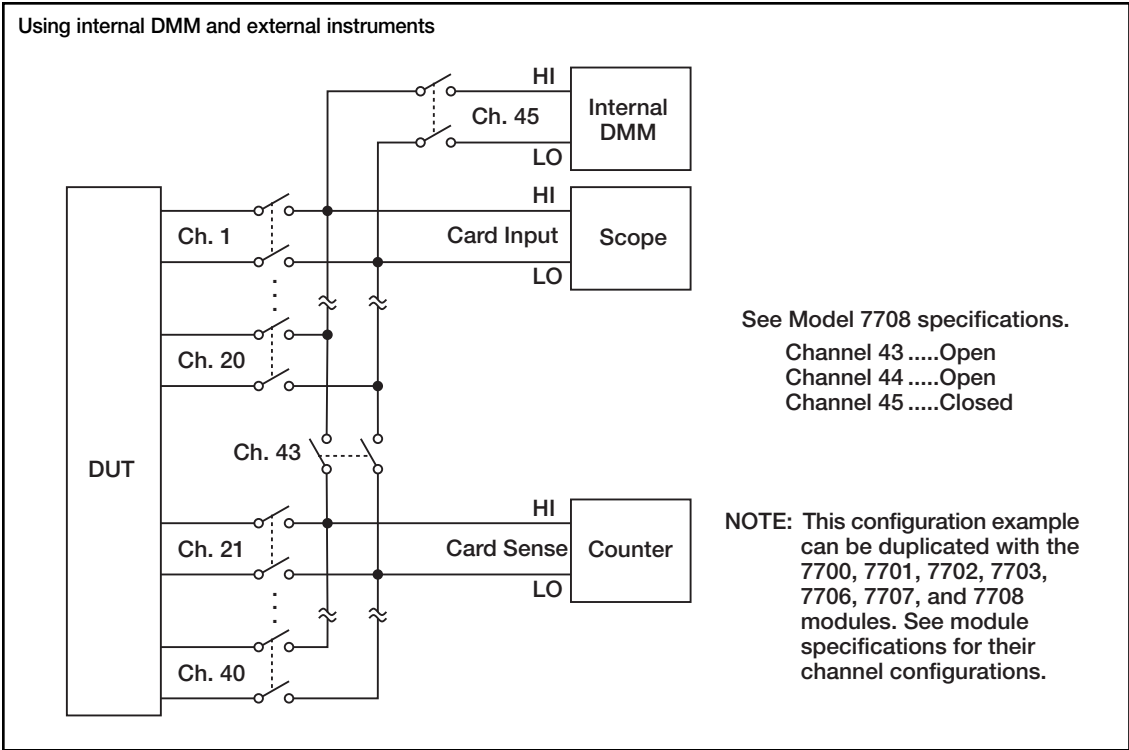 Using internal DMM and external instruments
HI
Ch. 45
Internal
DMM
LO
HI
Ch. 1
Card Input
Scope
LO
Ch. 20
See Model 7708 specifications.
Channel 43 .....Open
Channel 44 .....Open
Channel 45 .....Closed
Ch. 43
DUT
HI
Ch. 21
Card Sense
Counter
LO
Ch. 40
NOTE: This configuration example
can be duplicated with the
7700, 7701, 7702, 7703,
7706, 7707, and 7708
modules. See module
specifications for their
channel configurations.